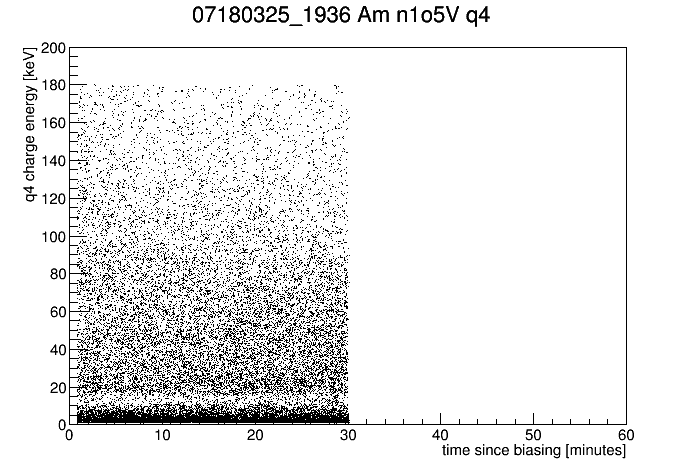 07180325_1936 Am n1o5V q4
q4 charge energy [keV]
200
180
160
140
120
100
80
60
40
20
0
0 10 20 30 40 50 60
time since biasing [minutes]